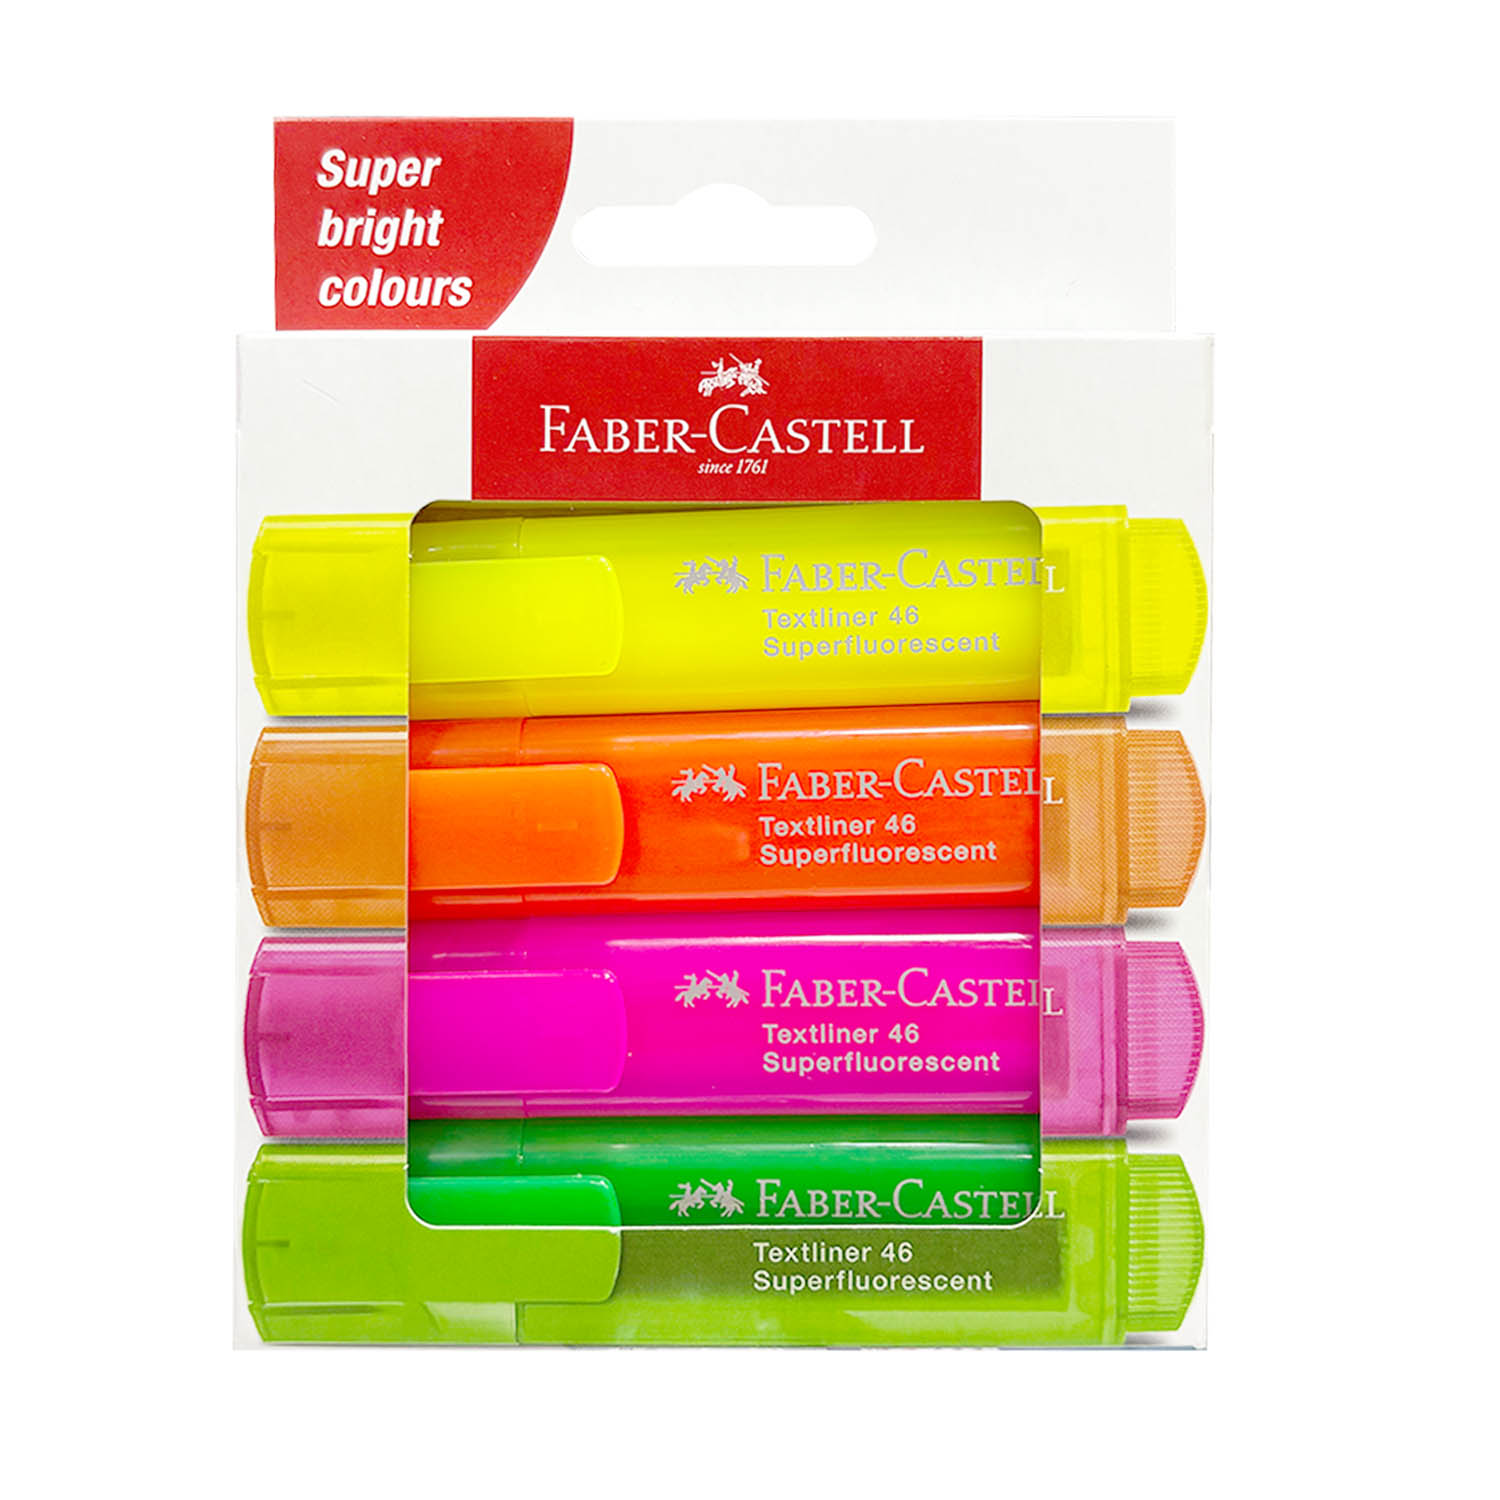 Super
bright
colours
FABER-CASTELL
since 1761
FABER-CASTELL
Textliner 46
Superfluorescent
FABER-CASTELL
Textliner 46
Superfluorescent
FABER-CASTELL
Textliner 46
Superfluorescent
FABER-CASTELL
Textliner 46
Superfluorescent